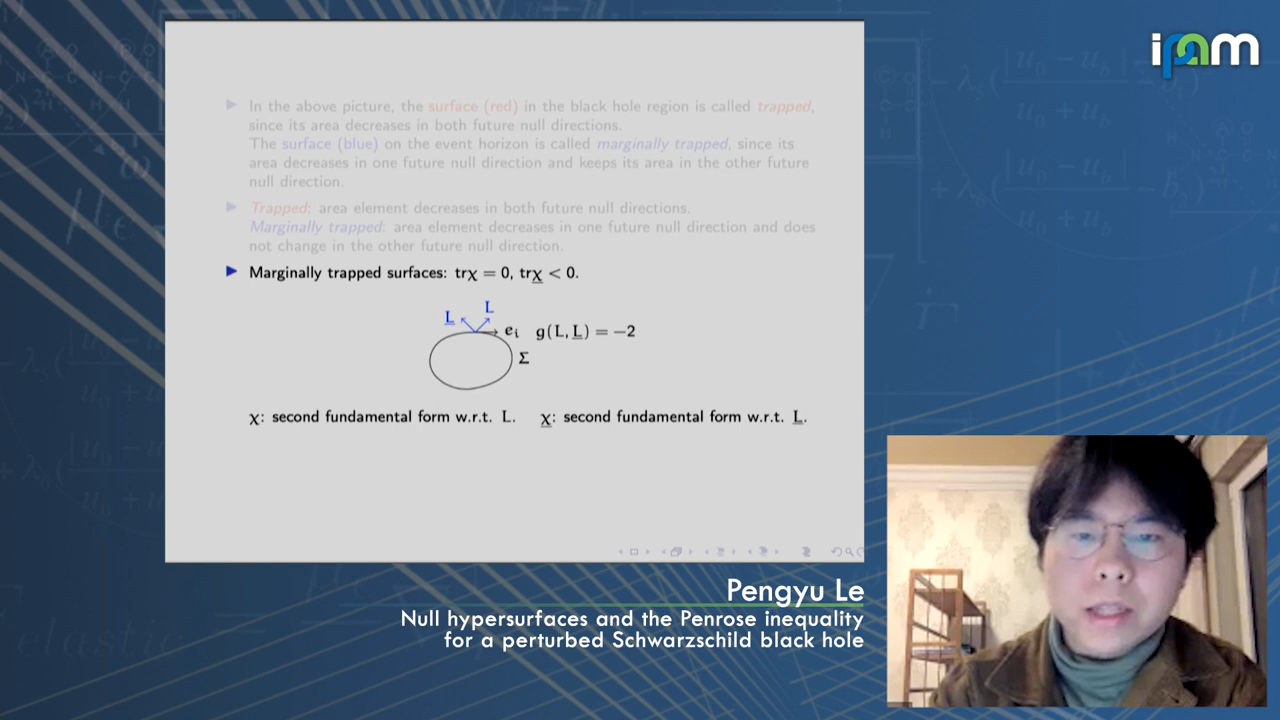 ipam
▶ In the above picture, the surface (red) in the black hole region is called trapped,
since its area decreases in both future null directions.
The surface (blue) on the event horizon is called marginally trapped, since its
area decreases in one future null direction and keeps its area in the other future
null direction.
▶ Trapped: area element decreases in both future null directions.
Marginally trapped: area element decreases in one future null direction and does
not change in the other future null direction.
▶ Marginally trapped surfaces: trχ = 0, trχ̲ < 0.
L̲ L
eᵢ g(L, L̲) = −2
Σ
χ: second fundamental form w.r.t. L. χ̲: second fundamental form w.r.t. L̲.
Pengyu Le
Null hypersurfaces and the Penrose inequality
for a perturbed Schwarzschild black hole
elastic